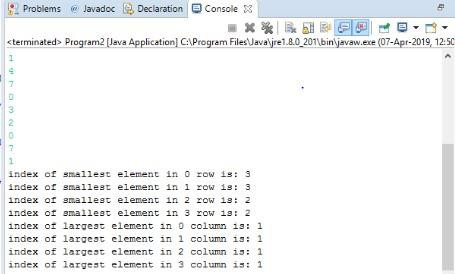 Problems @ Javadoc Declaration Console
<terminated> Program2 [Java Application] C:\Program Files\Java\jre1.8.0_201\bin\javaw.exe (07-Apr-2019, 12:50
1
4
7
0
3
2
0
7
1
index of smallest element in 0 row is: 3
index of smallest element in 1 row is: 3
index of smallest element in 2 row is: 2
index of smallest element in 3 row is: 2
index of largest element in 0 column is: 1
index of largest element in 1 column is: 1
index of largest element in 2 column is: 1
index of largest element in 3 column is: 1